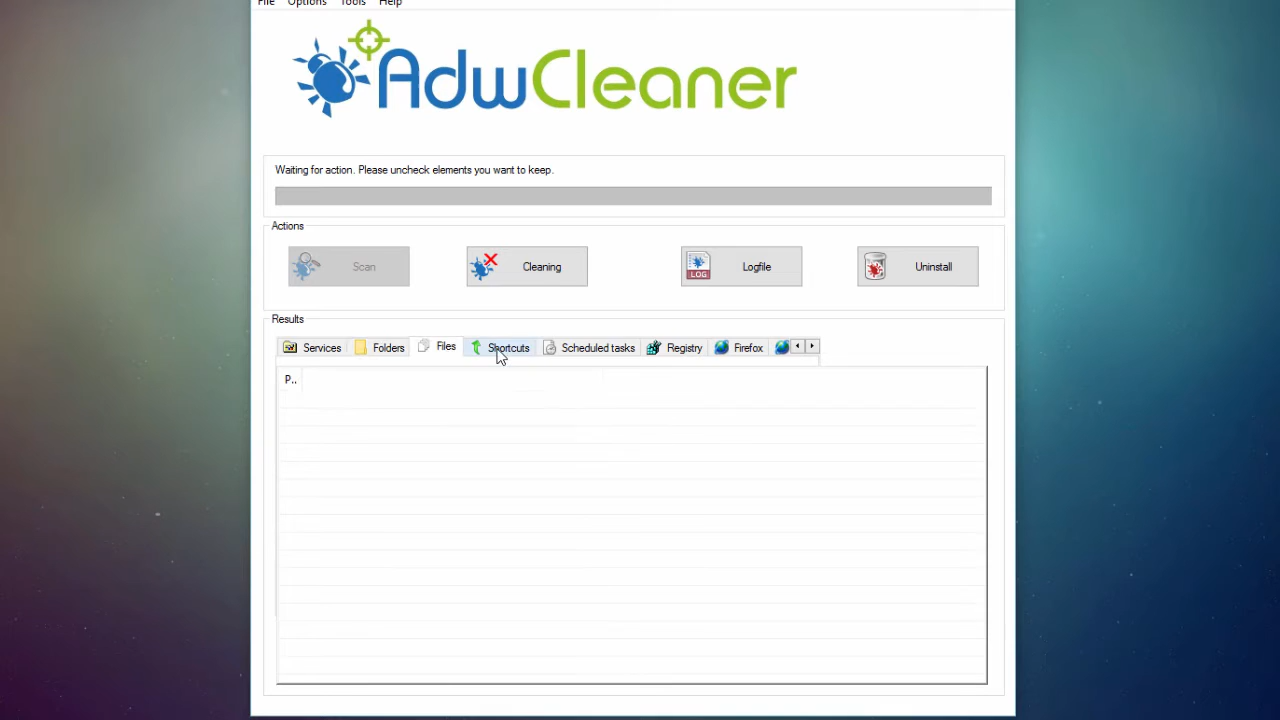 File Options Tools Help
AdwCleaner
Waiting for action. Please uncheck elements you want to keep.
Actions
Scan Cleaning LOG Logfile Uninstall
Results
Services Folders Files Shortcuts Scheduled tasks Registry Firefox
P..